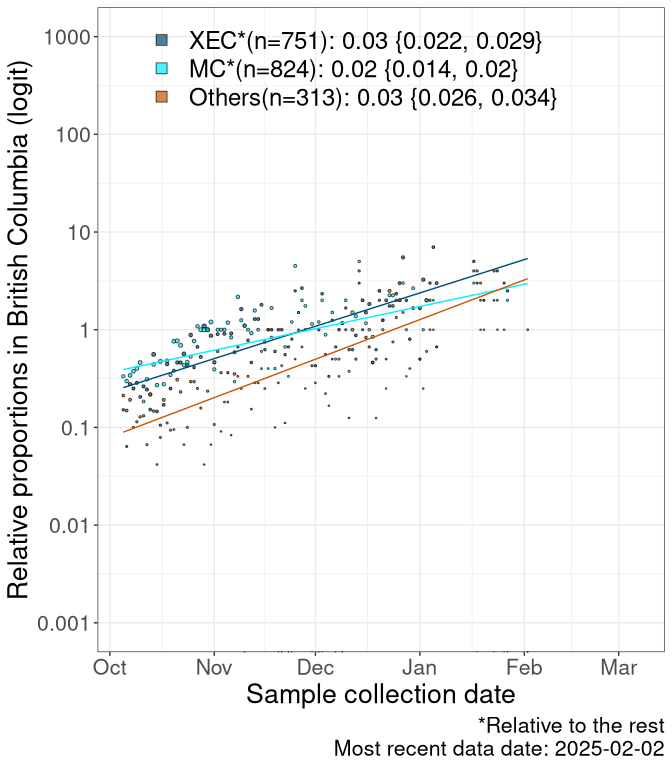 XEC*(n=751): 0.03 {0.022, 0.029}
MC*(n=824): 0.02 {0.014, 0.02}
Others(n=313): 0.03 {0.026, 0.034}
Relative proportions in British Columbia (logit)
1000
100
10
1
0.1
0.01
0.001
Oct Nov Dec Jan Feb Mar
Sample collection date
*Relative to the rest
Most recent data date: 2025-02-02